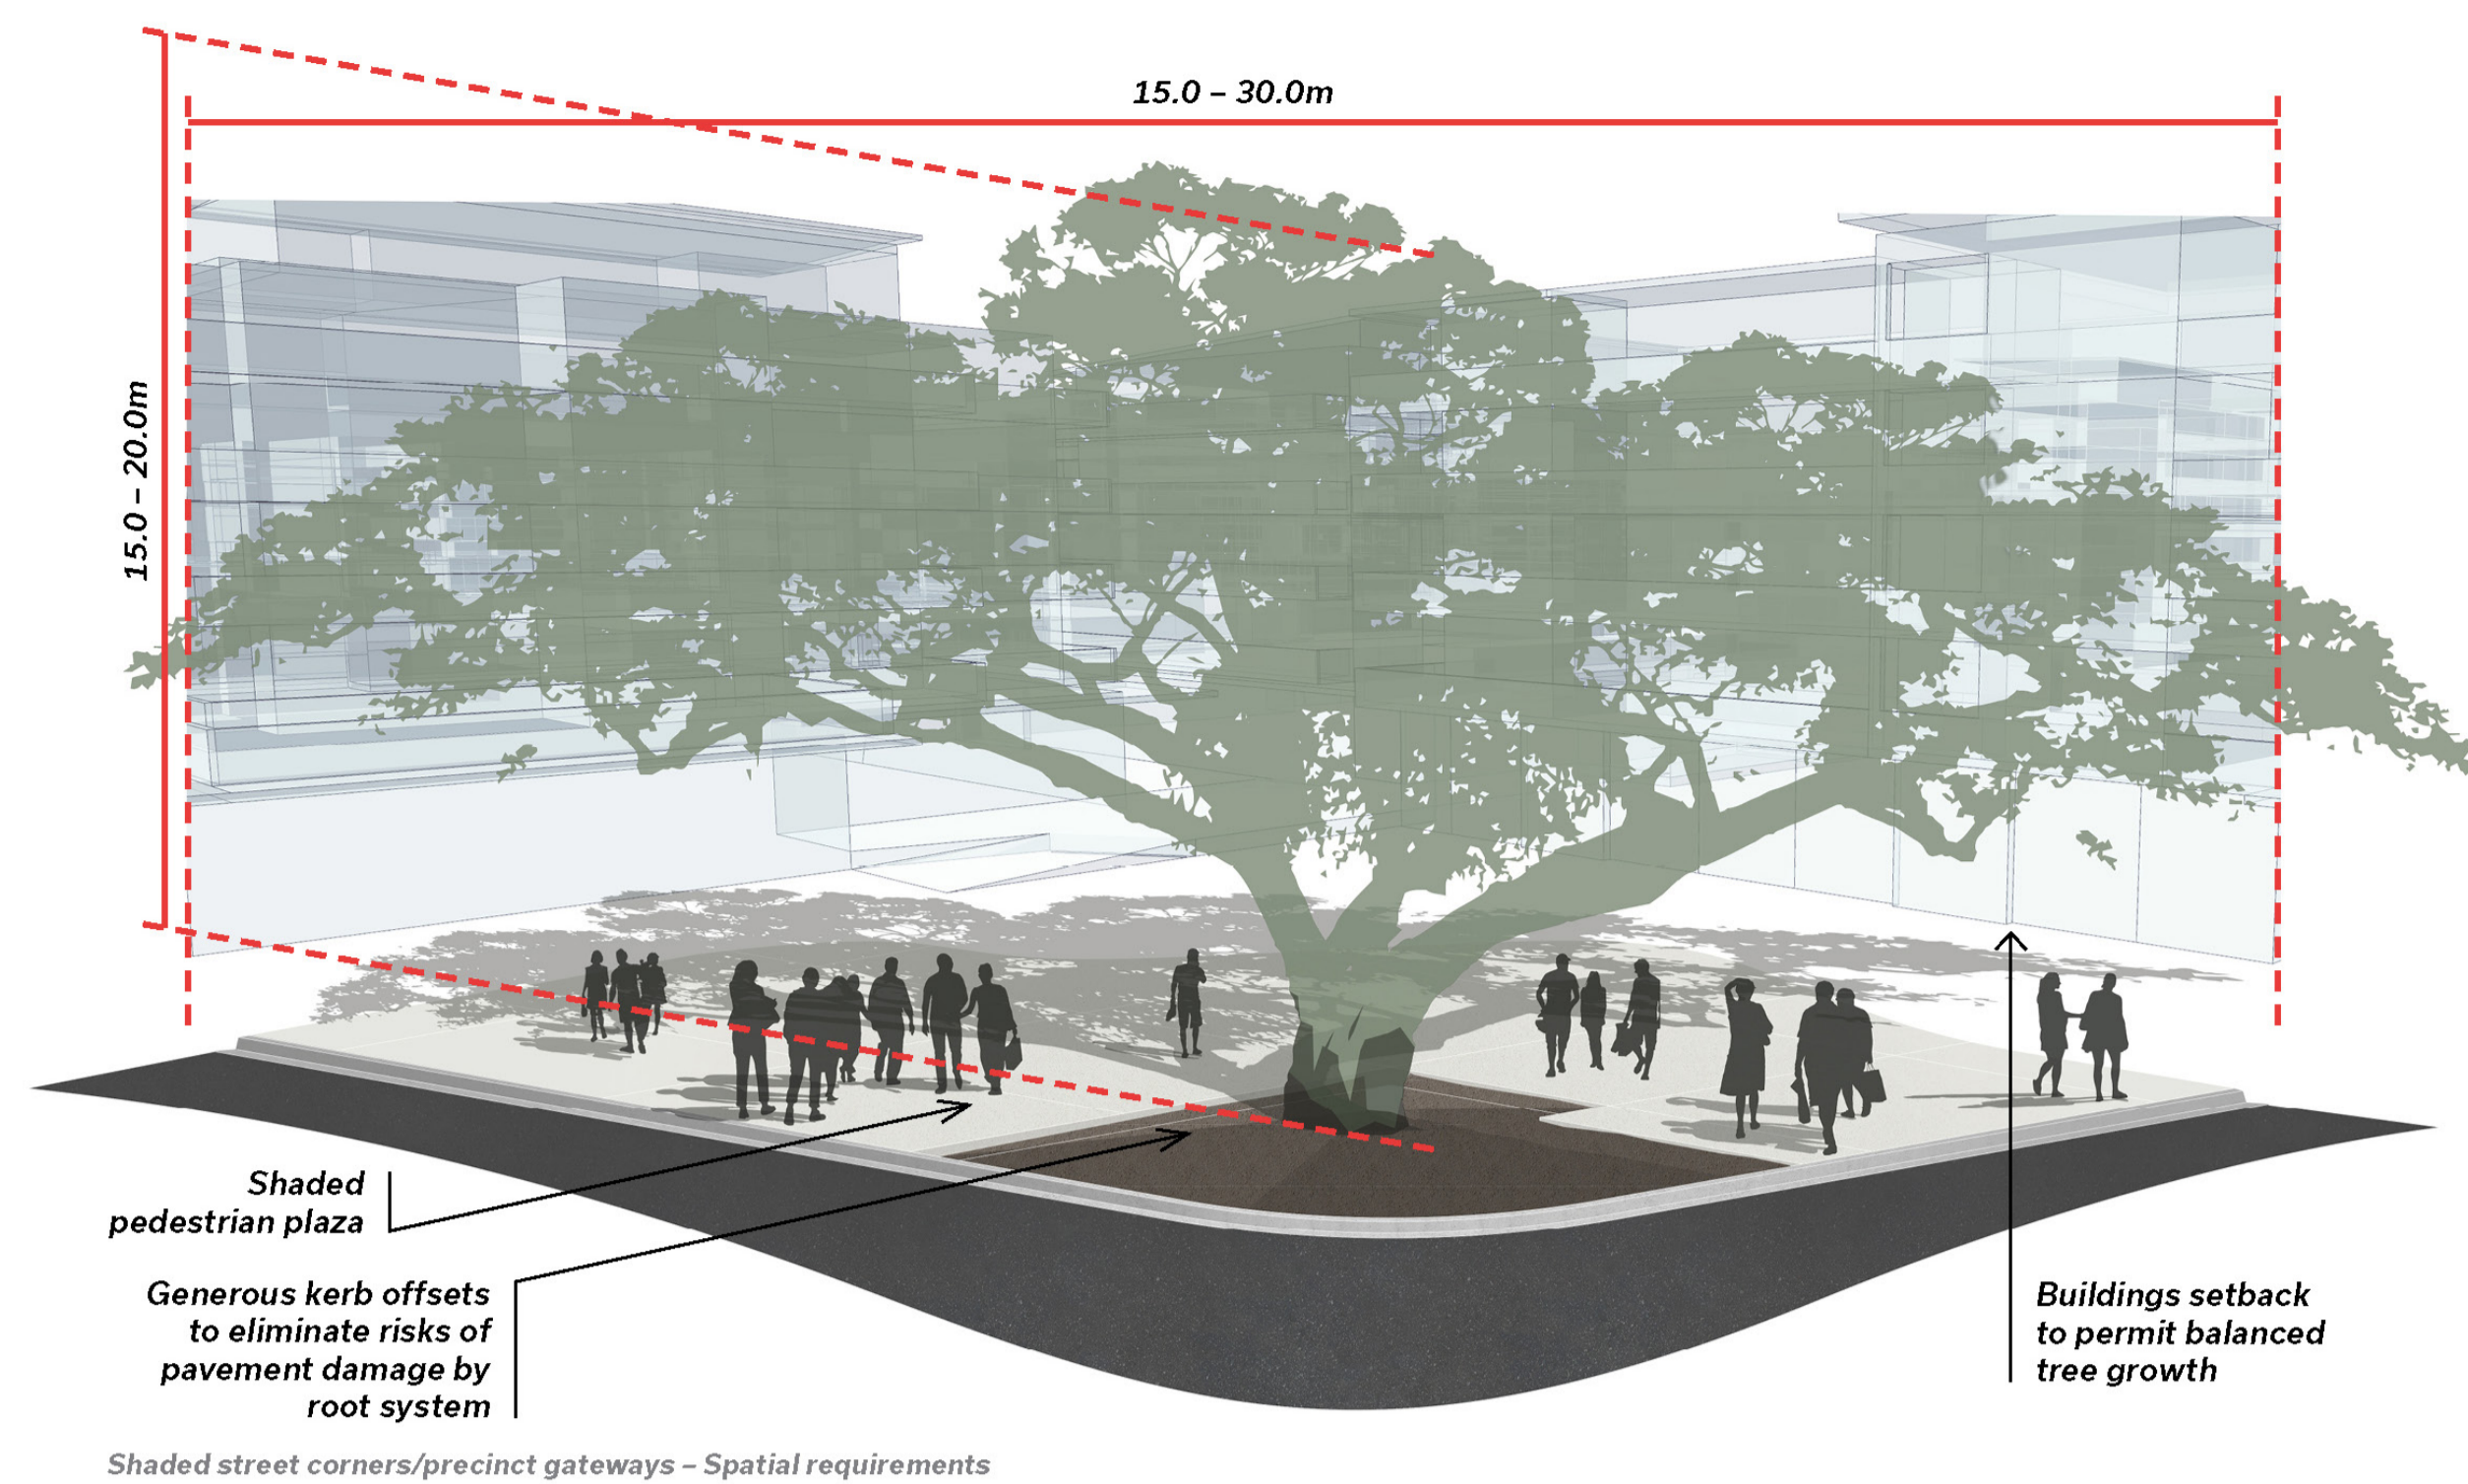 15.0 – 30.0m
15.0 – 20.0m
Shaded
pedestrian plaza
Generous kerb offsets
to eliminate risks of
pavement damage by
root system
Buildings setback
to permit balanced
tree growth
Shaded street corners/precinct gateways – Spatial requirements